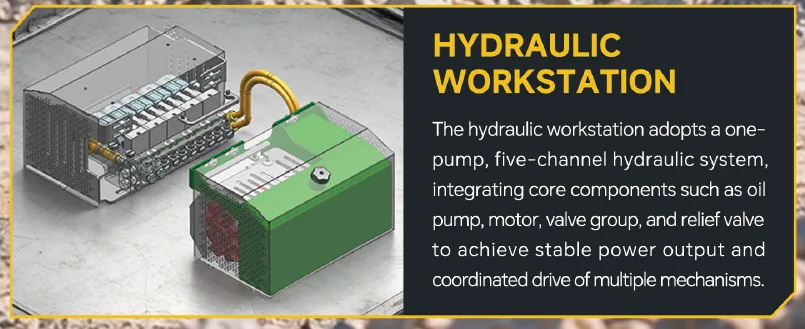 HYDRAULIC
WORKSTATION
The hydraulic workstation adopts a one-
pump, five-channel hydraulic system,
integrating core components such as oil
pump, motor, valve group, and relief valve
to achieve stable power output and
coordinated drive of multiple mechanisms.